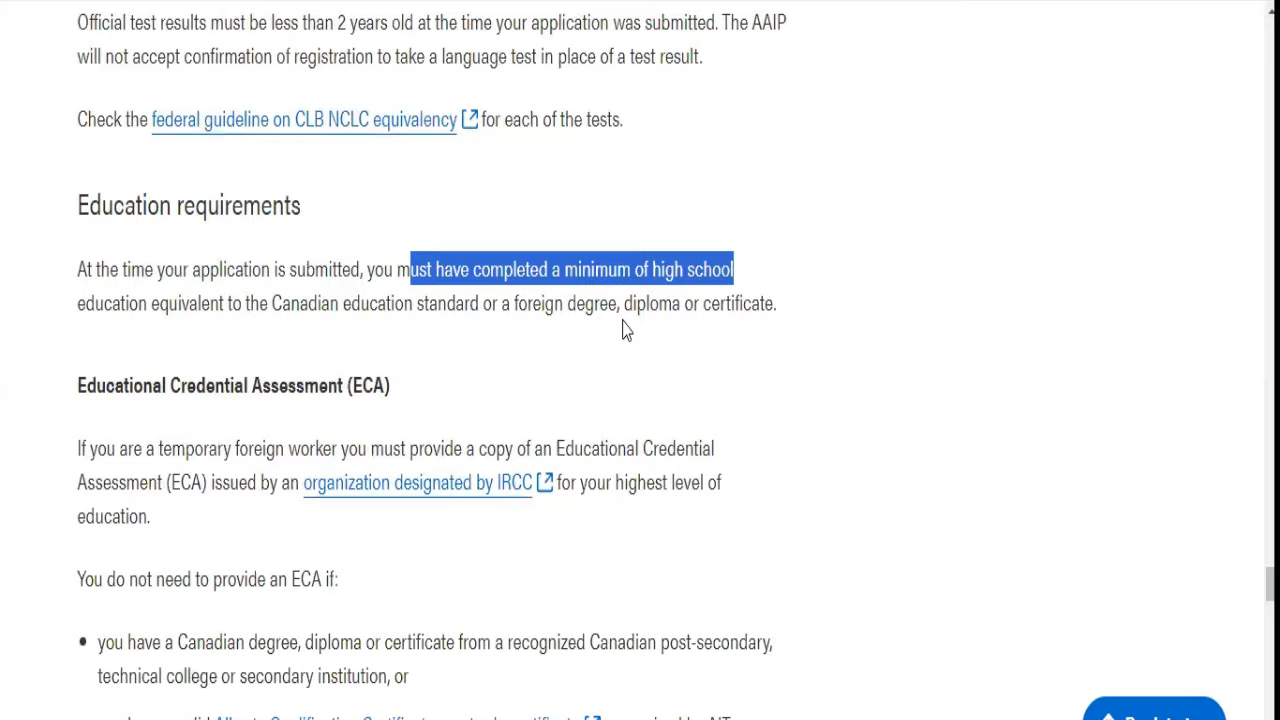 Official test results must be less than 2 years old at the time your application was submitted. The AAIP
will not accept confirmation of registration to take a language test in place of a test result.
Check the federal guideline on CLB NCLC equivalency for each of the tests.
Education requirements
At the time your application is submitted, you must have completed a minimum of high school
education equivalent to the Canadian education standard or a foreign degree, diploma or certificate.
Educational Credential Assessment (ECA)
If you are a temporary foreign worker you must provide a copy of an Educational Credential
Assessment (ECA) issued by an organization designated by IRCC for your highest level of
education.
You do not need to provide an ECA if:
• you have a Canadian degree, diploma or certificate from a recognized Canadian post-secondary,
technical college or secondary institution, or